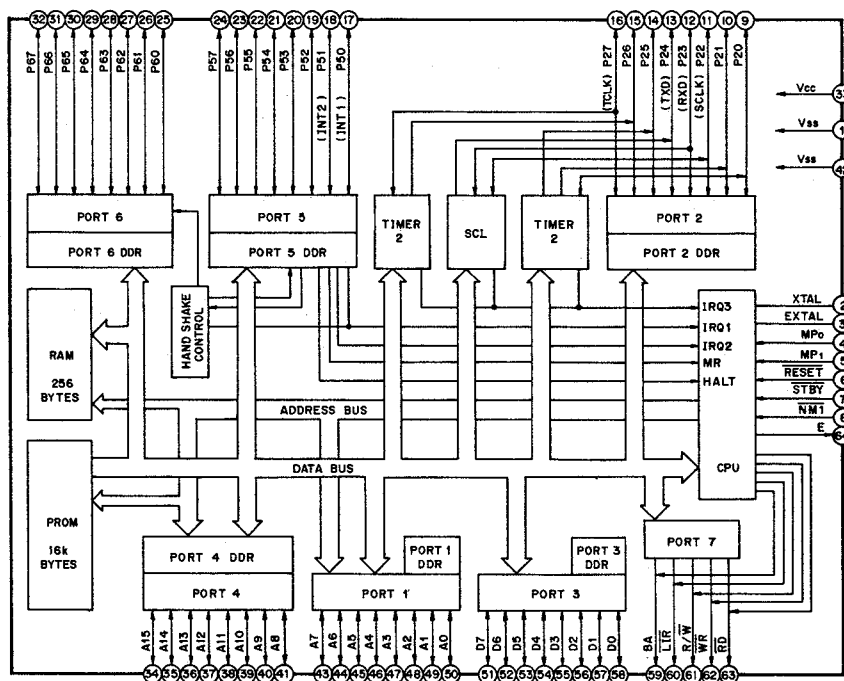 32 31 30 29 28 27 26 25 24 23 22 21 20 19 18 17 16 15 14 13 12 11 10 9
P67 P66 P65 P64 P63 P62 P61 P60 P57 P56 P55 P54 P53 P52 P51 P50 P27 P26 P25 P24 P23 P22 P21 P20
(INT2) (INT1) (TCLK) (TXD) (RXD) (SCLK)
Vcc
Vss 1
Vss
PORT 6
PORT 6 DDR
PORT 5
PORT 5 DDR
TIMER
2
SCL
TIMER
2
PORT 2
PORT 2 DDR
HAND SHAKE
CONTROL
RAM
256
BYTES
IRQ3
IRQ1
IRQ2
MR
HALT
CPU
XTAL 2
EXTAL 3
MP0 4
MP1 5
RESET 6
STBY 7
NM1
E 64
ADDRESS BUS
DATA BUS
PROM
16k
BYTES
PORT 4 DDR
PORT 4
PORT 1
DDR
PORT 1'
PORT 3
DDR
PORT 3
PORT 7
A15 A14 A13 A12 A11 A10 A9 A8 A7 A6 A5 A4 A3 A2 A1 A0 D7 D6 D5 D4 D3 D2 D1 D0 BA LIR R/W WR RD
34 35 36 37 38 39 40 41 43 44 45 46 47 48 49 50 51 52 53 54 55 56 57 58 59 60 61 62 63